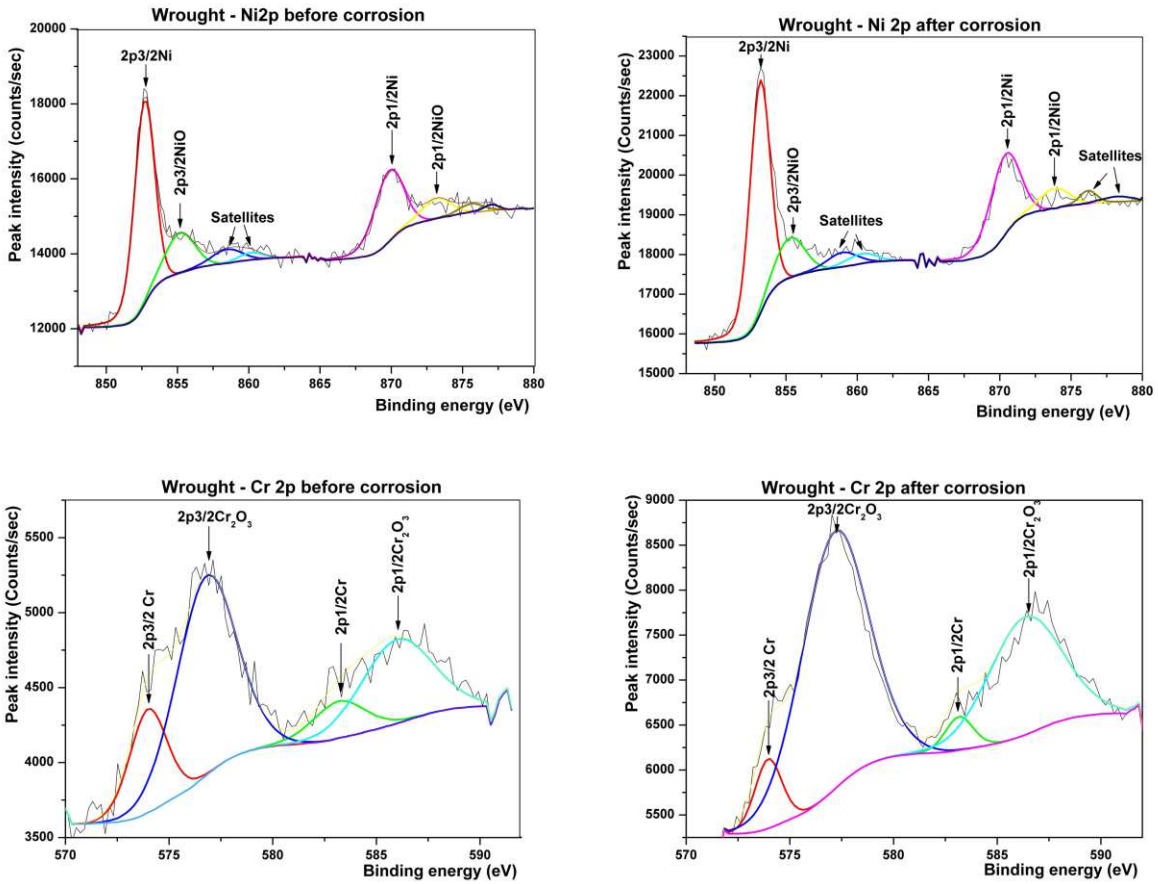 Wrought - Ni2p before corrosion
20000
18000
16000
14000
12000
Peak intensity (counts/sec)
2p3/2Ni
2p3/2NiO
Satellites
2p1/2Ni
2p1/2NiO
850
855
860
865
870
875
880
Binding energy (eV)
Wrought - Ni 2p after corrosion
23500
22000
21000
20000
19000
18000
17000
16000
15000
Peak intensity (Counts/sec)
2p3/2Ni
2p3/2NiO
Satellites
2p1/2Ni
2p1/2NiO
Satellites
850
855
860
865
870
875
880
Binding energy (eV)
Wrought - Cr 2p before corrosion
5500
5000
4500
4000
3500
Peak intensity (Counts/sec)
2p3/2 Cr
2p3/2Cr₂O₃
2p1/2Cr
2p1/2Cr₂O₃
570
575
580
585
590
Binding energy (eV)
Wrought - Cr 2p after corrosion
9000
8500
8000
7500
7000
6500
6000
5500
Peak intensity (Counts/sec)
2p3/2 Cr
2p3/2Cr₂O₃
2p1/2Cr
2p1/2Cr₂O₃
570
575
580
585
590
Binding energy (eV)